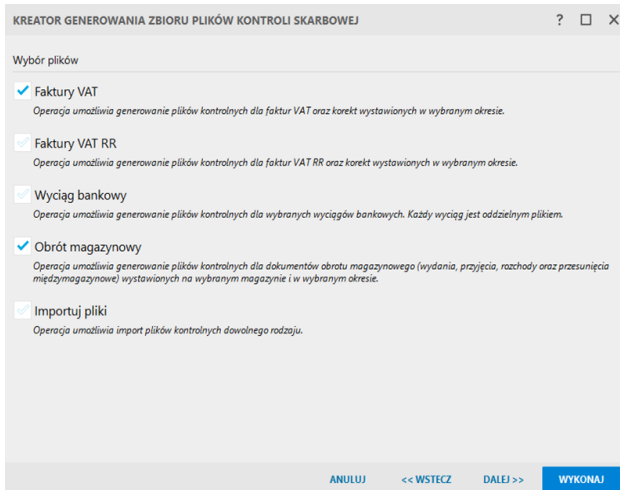 KREATOR GENEROWANIA ZBIORU PLIKÓW KONTROLI SKARBOWEJ ?
Wybór plików
Faktury VAT
Operacja umożliwia generowanie plików kontrolnych dla faktur VAT oraz korekt wystawionych w wybranym okresie.
Faktury VAT RR
Operacja umożliwia generowanie plików kontrolnych dla faktur VAT RR oraz korekt wystawionych w wybranym okresie.
Wyciąg bankowy
Operacja umożliwia generowanie plików kontrolnych dla wybranych wyciągów bankowych. Każdy wyciąg jest oddzielnym plikiem.
Obrót magazynowy
Operacja umożliwia generowanie plików kontrolnych dla dokumentów obrotu magazynowego (wydania, przyjęcia, rozchody oraz przesunięcia
międzymagazynowe) wystawionych na wybranym magazynie i w wybranym okresie.
Importuj pliki
Operacja umożliwia import plików kontrolnych dowolnego rodzaju.
ANULUJ << WSTECZ DALEJ >> WYKONAJ